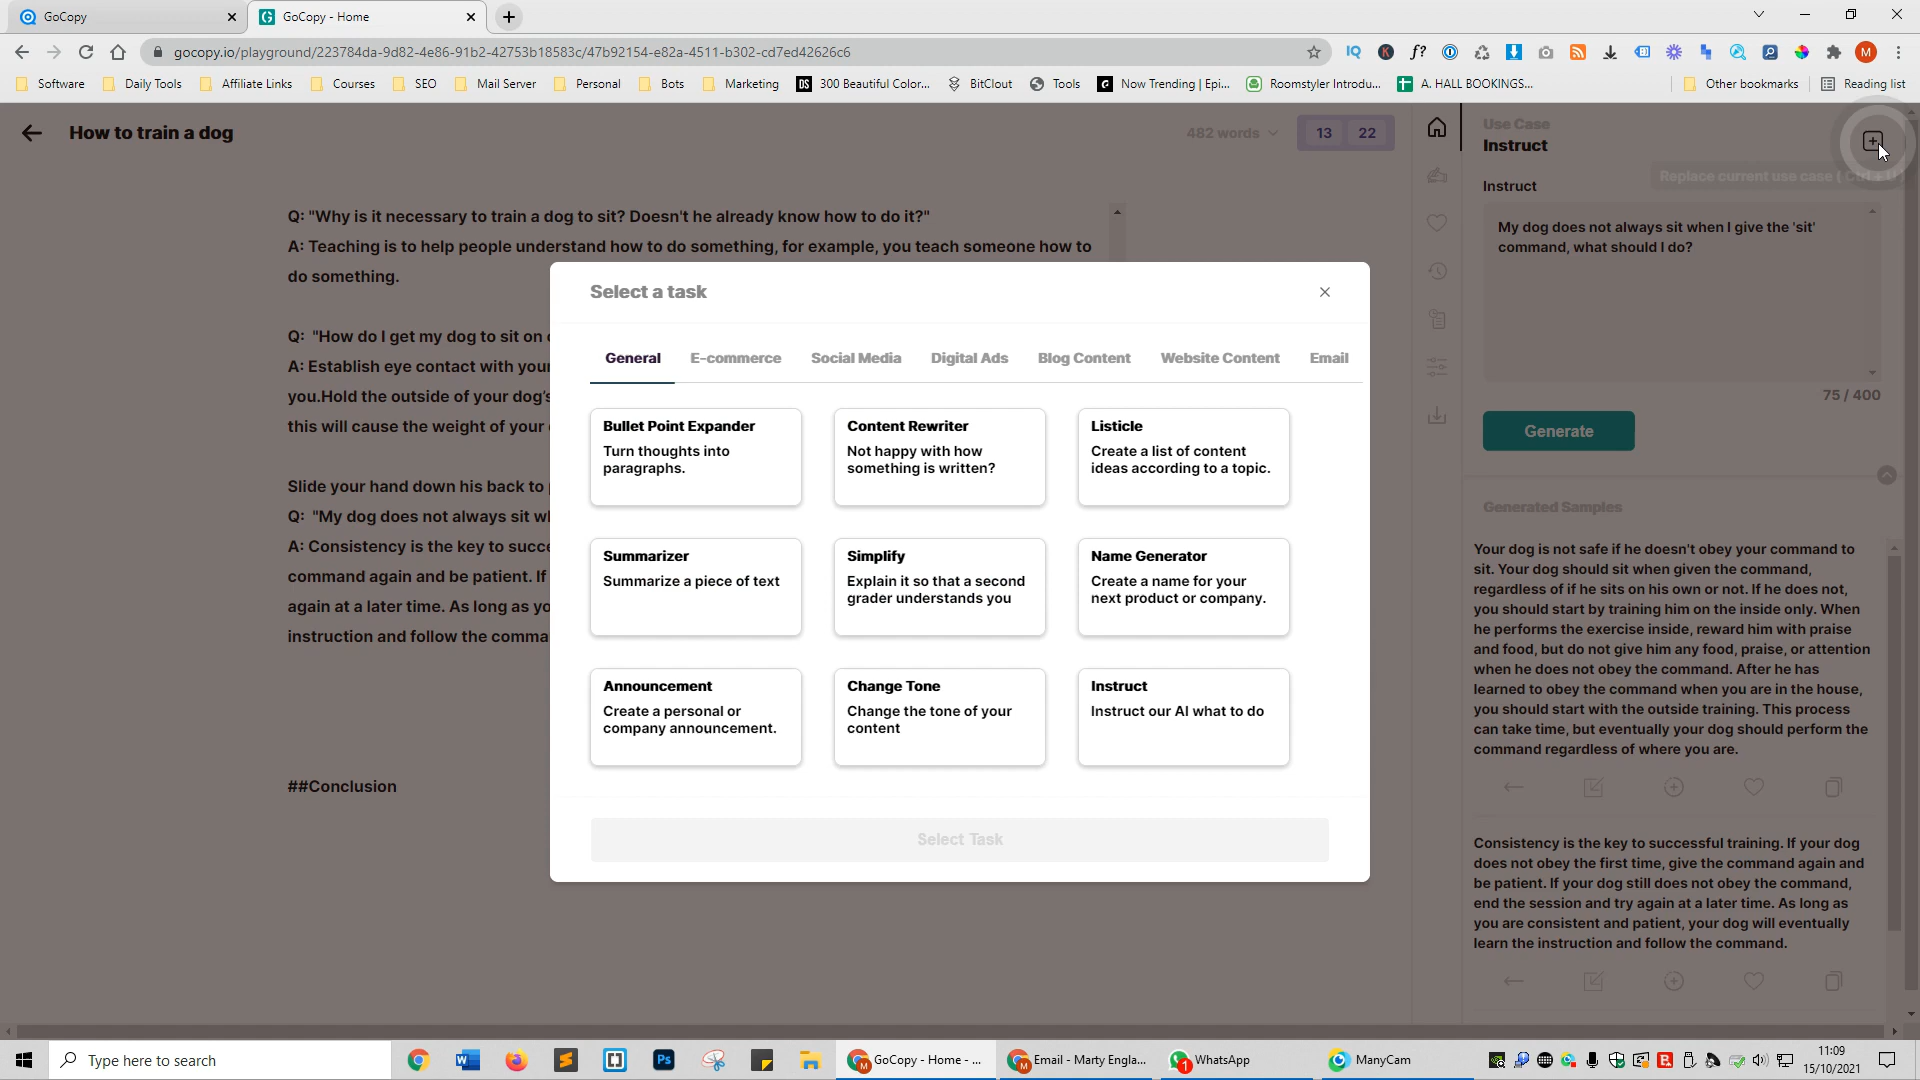 GoCopy
GoCopy - Home
gocopy.io/playground/223784da-9d82-4e86-91b2-42753b18583c/47b92154-e82a-4511-b302-cd7ed42626c6
Software
Daily Tools
Affiliate Links
Courses
SEO
Mail Server
Personal
Bots
Marketing
300 Beautiful Color...
BitClout
Tools
Now Trending | Epi...
Roomstyler Introdu...
A. HALL BOOKINGS...
Other bookmarks
Reading list
How to train a dog
482 words
13 22
Use Case
Instruct
Replace current use case ( Ctrl + U
Instruct
My dog does not always sit when I give the 'sit'
command, what should I do?
75 / 400
Generate
Generated Samples
Your dog is not safe if he doesn't obey your command to
sit. Your dog should sit when given the command,
regardless of if he sits on his own or not. If he does not,
you should start by training him on the inside only. When
he performs the exercise inside, reward him with praise
and food, but do not give him any food, praise, or attention
when he does not obey the command. After he has
learned to obey the command when you are in the house,
you should start with the outside training. This process
can take time, but eventually your dog should perform the
command regardless of where you are.
Consistency is the key to successful training. If your dog
does not obey the first time, give the command again and
be patient. If your dog still does not obey the command,
end the session and try again at a later time. As long as
you are consistent and patient, your dog will eventually
learn the instruction and follow the command.
Q: "Why is it necessary to train a dog to sit? Doesn't he already know how to do it?"
A: Teaching is to help people understand how to do something, for example, you teach someone how to
do something.
Q: "How do I get my dog to sit on
A: Establish eye contact with your
you.Hold the outside of your dog's
this will cause the weight of your
Slide your hand down his back to
Q: "My dog does not always sit
A: Consistency is the key to
command again and be patient. If
again at a later time. As long as
instruction and follow the
##Conclusion
Select a task
General
E-commerce
Social Media
Digital Ads
Blog Content
Website Content
Email
Bullet Point Expander
Turn thoughts into
paragraphs.
Content Rewriter
Not happy with how
something is written?
Listicle
Create a list of content
ideas according to a topic.
Summarizer
Summarize a piece of text
Simplify
Explain it so that a second
grader understands you
Name Generator
Create a name for your
next product or company.
Announcement
Create a personal or
company announcement.
Change Tone
Change the tone of your
content
Instruct
Instruct our AI what to do
Select Task
Type here to search
GoCopy - Home - ...
Email - Marty Engla...
WhatsApp
ManyCam
11:09
15/10/2021